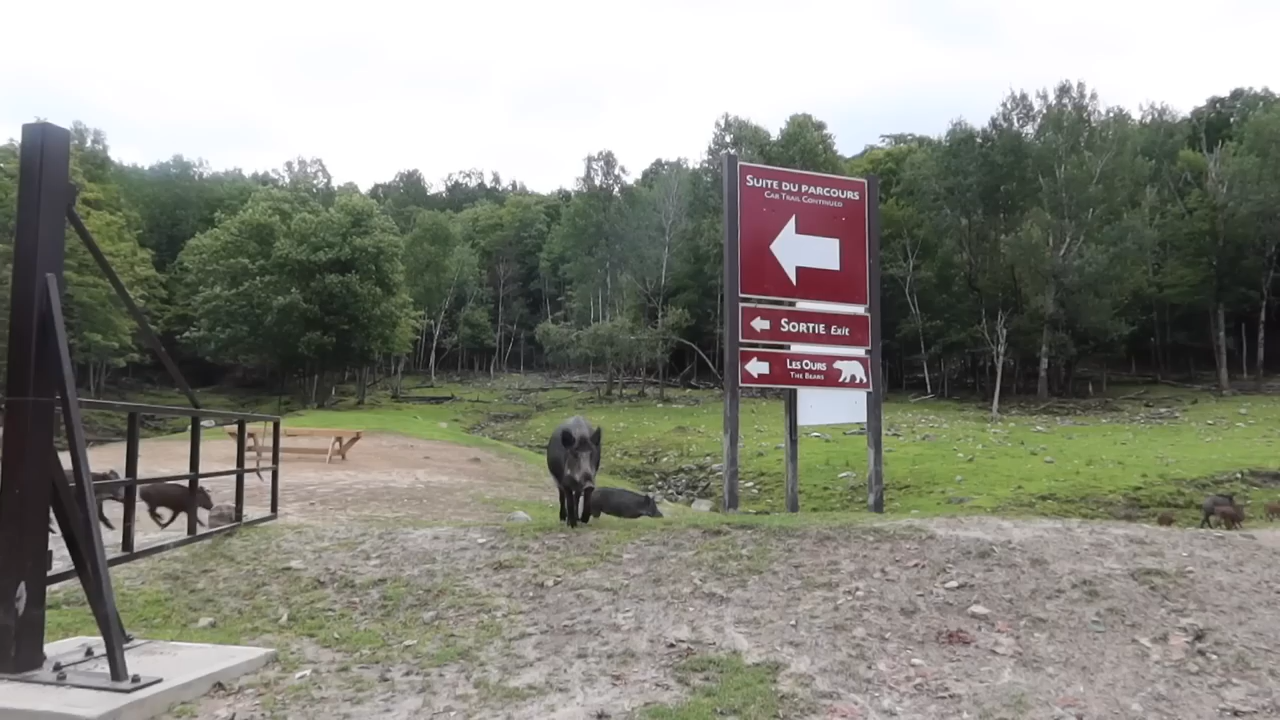 SUITE DU PARCOURS
CAR TRAIL CONTINUED
SORTIE Exit
LES OURS
THE BEARS